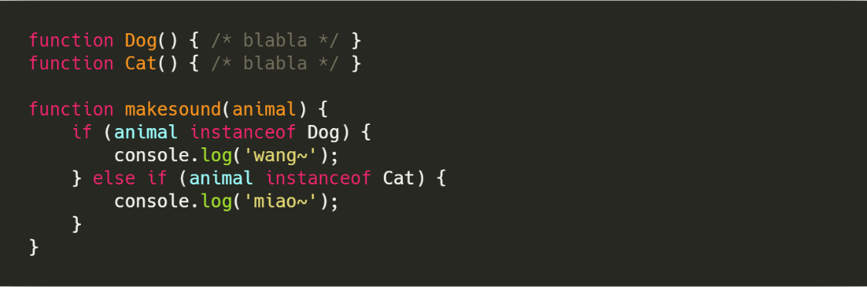 function Dog() { /* blabla */ }
function Cat() { /* blabla */ }

function makesound(animal) {
    if (animal instanceof Dog) {
        console.log('wang~');
    } else if (animal instanceof Cat) {
        console.log('miao~');
    }
}